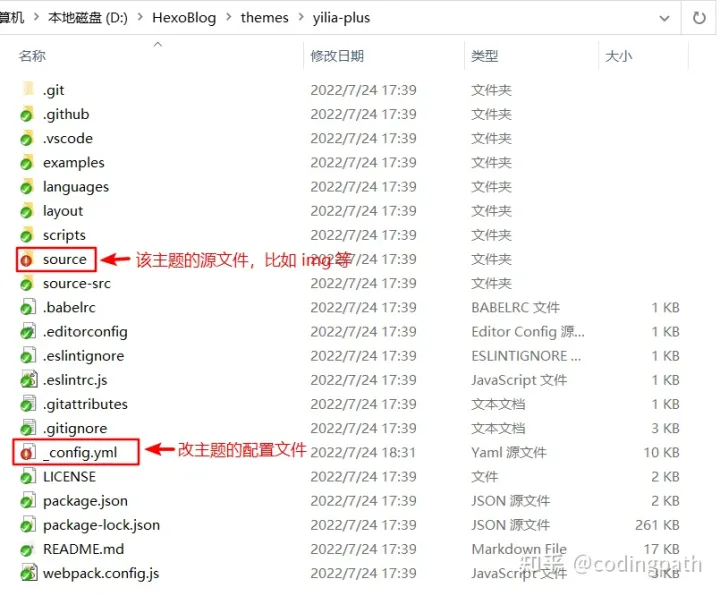 算机 > 本地磁盘 (D:) > HexoBlog > themes > yilia-plus
名称 修改日期 类型 大小
.git 2022/7/24 17:39 文件夹
.github 2022/7/24 17:39 文件夹
.vscode 2022/7/24 17:39 文件夹
examples 2022/7/24 17:39 文件夹
languages 2022/7/24 17:39 文件夹
layout 2022/7/24 17:39 文件夹
scripts 2022/7/24 17:39 文件夹
source 该主题的源文件，比如 img 等 2022/7/24 17:39 文件夹
source-src 2022/7/24 17:39 文件夹
.babelrc 2022/7/24 17:39 BABELRC 文件 1 KB
.editorconfig 2022/7/24 17:39 Editor Config 源... 1 KB
.eslintignore 2022/7/24 17:39 ESLINTIGNORE ... 1 KB
.eslintrc.js 2022/7/24 17:39 JavaScript 文件 1 KB
.gitattributes 2022/7/24 17:39 文本文档 1 KB
.gitignore 2022/7/24 17:39 文本文档 3 KB
_config.yml 改主题的配置文件 2022/7/24 18:31 Yaml 源文件 10 KB
LICENSE 2022/7/24 17:39 文件 2 KB
package.json 2022/7/24 17:39 JSON 源文件 2 KB
package-lock.json 2022/7/24 17:39 JSON 源文件 261 KB
README.md 2022/7/24 17:39 Markdown File 17 KB
webpack.config.js 2022/7/24 17:39 JavaScript 文件 3 KB
知乎 @codingpath